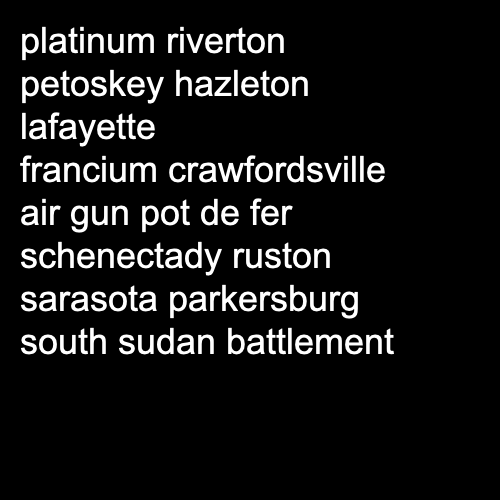 platinum riverton
petoskey hazleton
lafayette
francium crawfordsville
air gun pot de fer
schenectady ruston
sarasota parkersburg
south sudan battlement